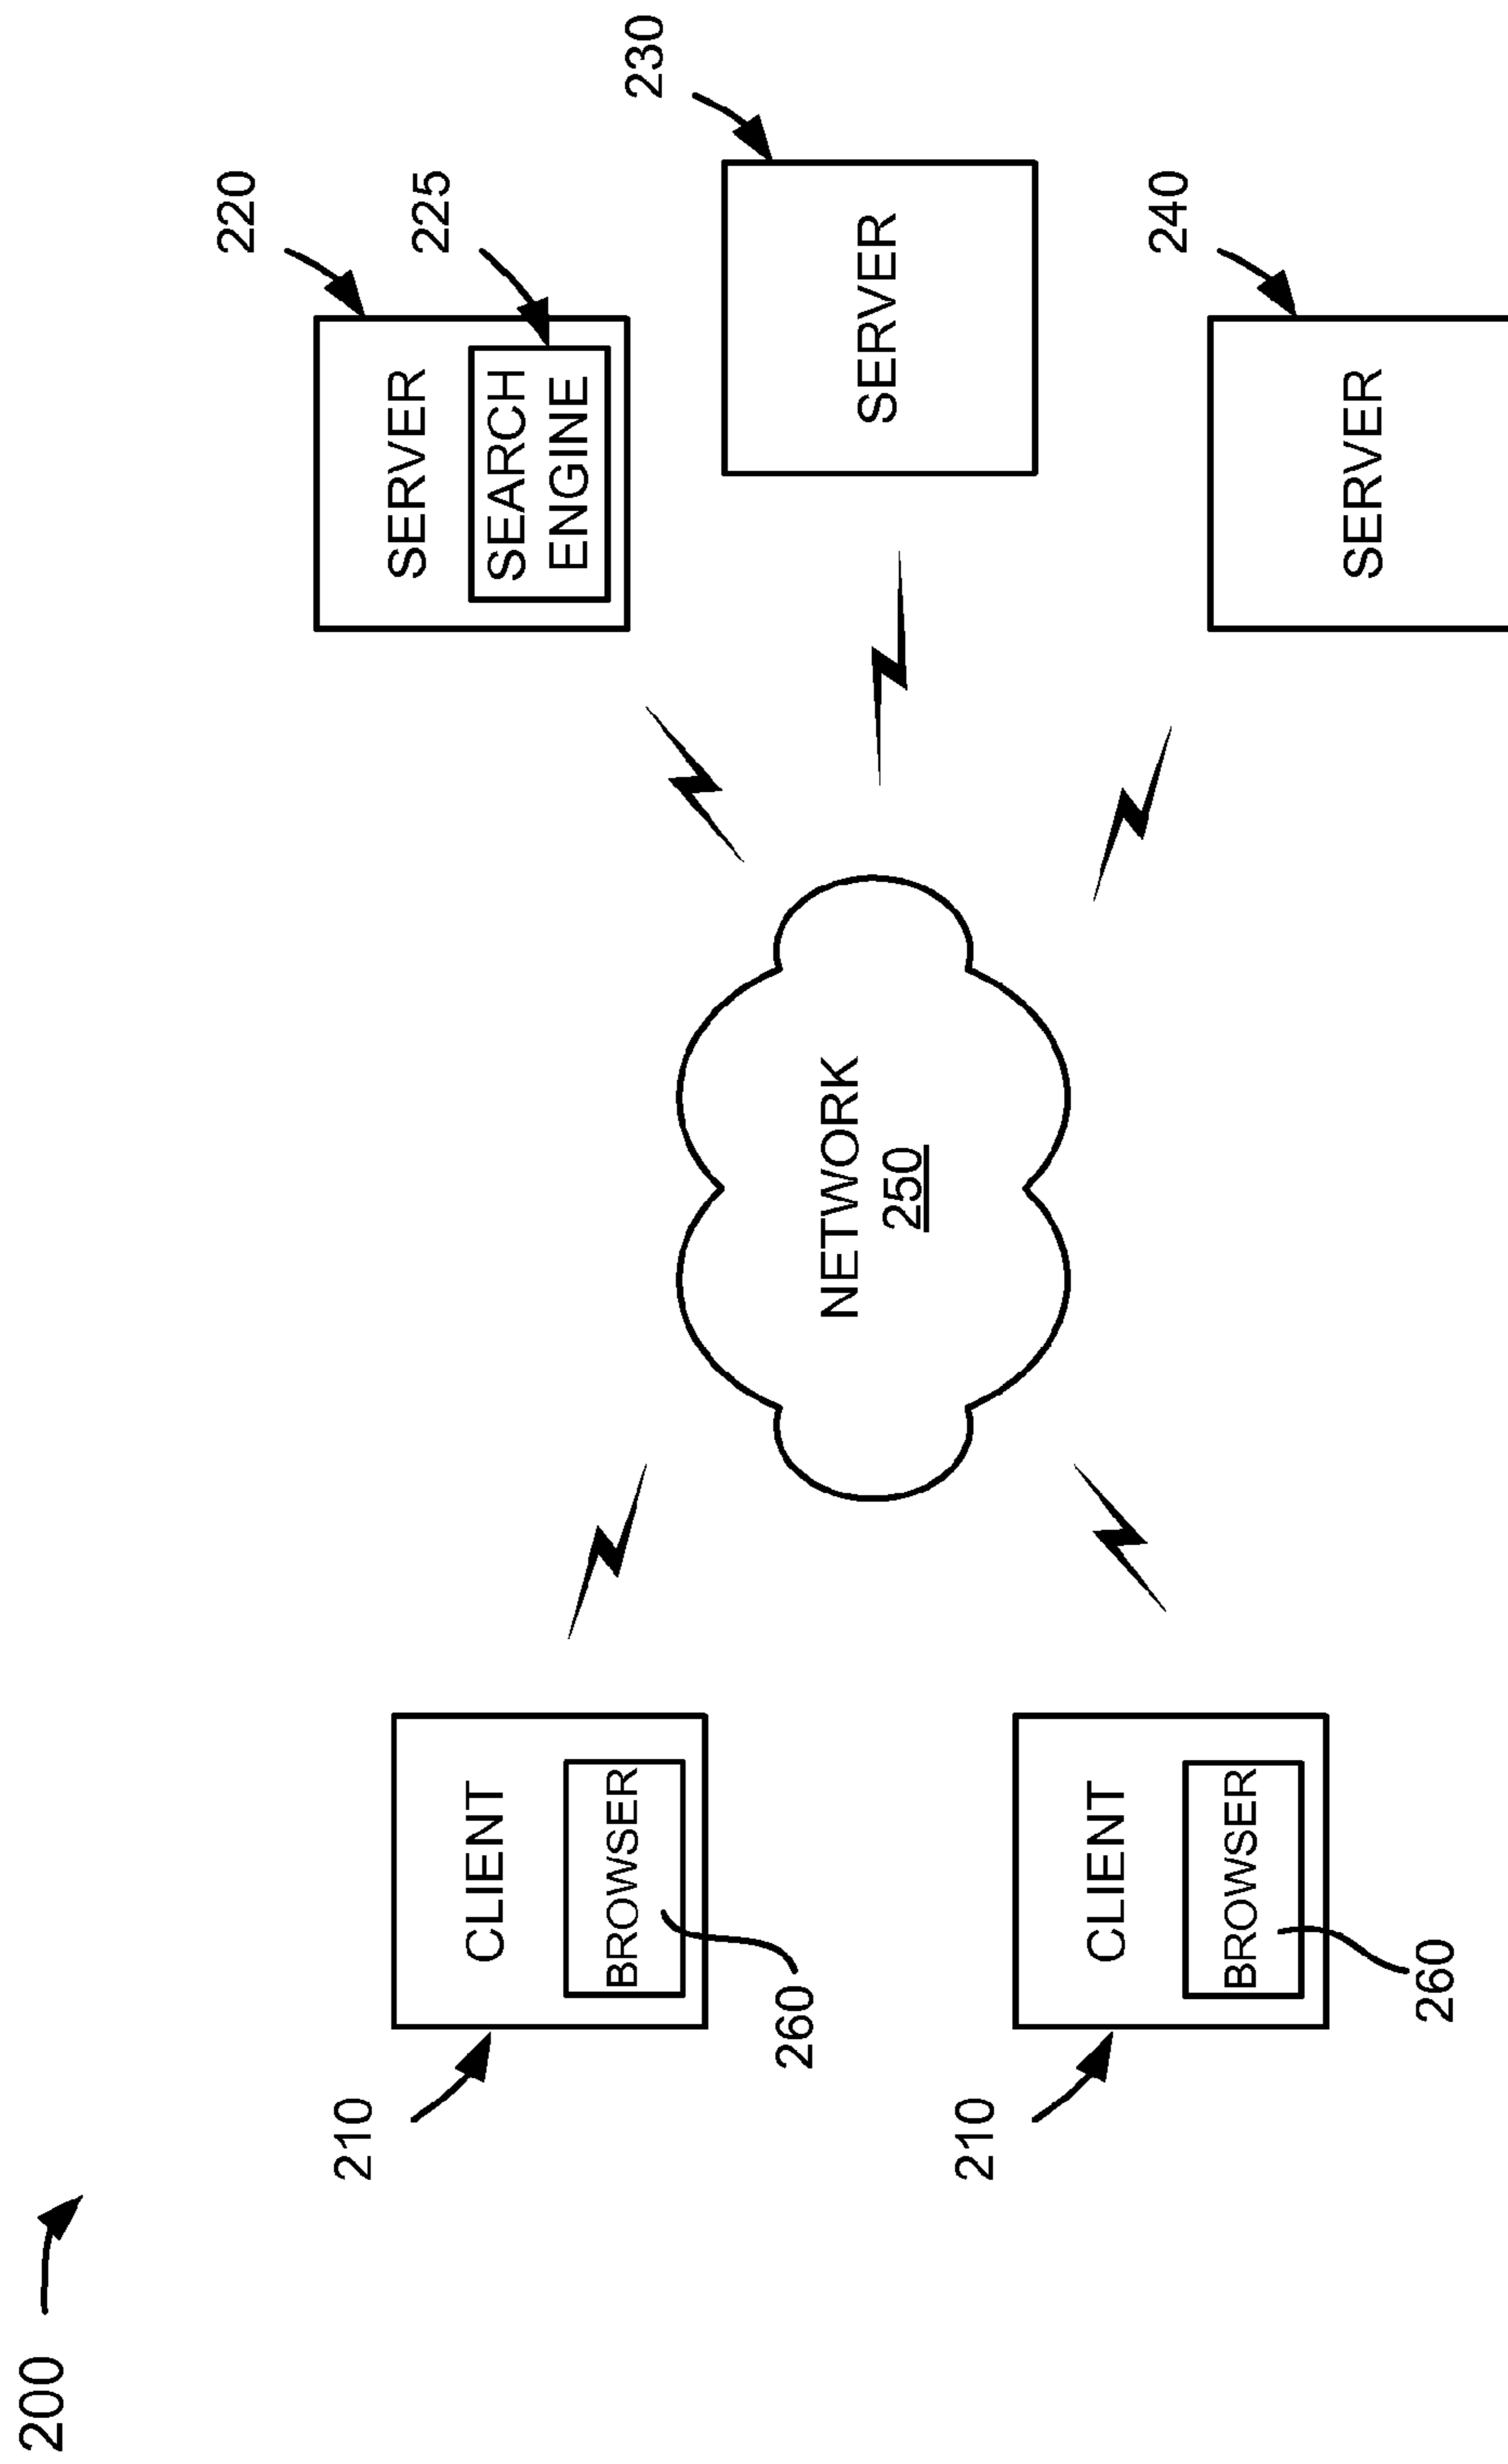 200
210
CLIENT
BROWSER
260
210
CLIENT
BROWSER
260
NETWORK
250
220
SERVER
225
SEARCH
ENGINE
230
SERVER
240
SERVER